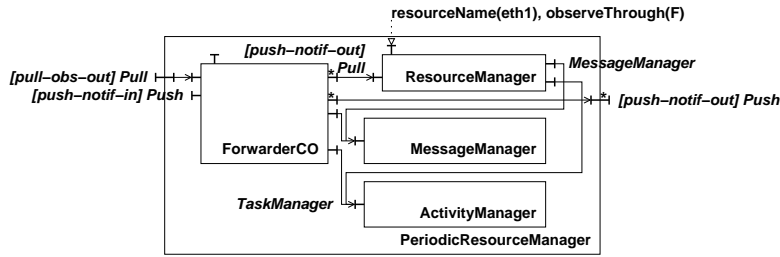 resourceName(eth1), observeThrough(F)
[push−notif−out]
Pull
MessageManager
ResourceManager
[pull−obs−out] Pull
[push−notif−in] Push
*
*
*
[push−notif−out] Push
ForwarderCO
MessageManager
TaskManager
ActivityManager
PeriodicResourceManager